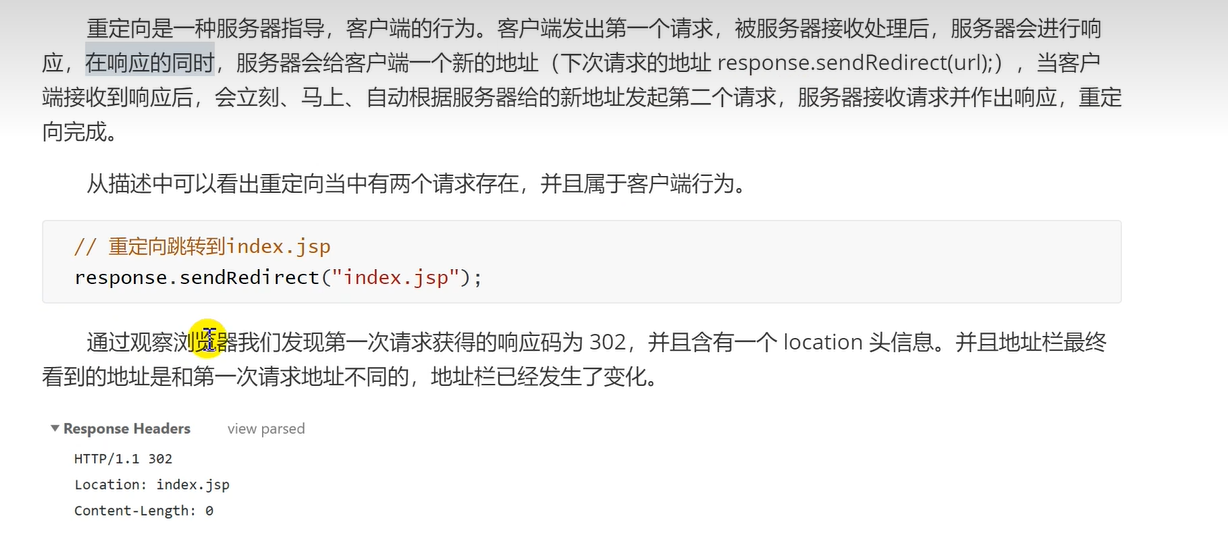 重定向是一种服务器指导，客户端的行为。客户端发出第一个请求，被服务器接收处理后，服务器会进行响
应，在响应的同时，服务器会给客户端一个新的地址（下次请求的地址 response.sendRedirect(url);），当客户
端接收到响应后，会立刻、马上、自动根据服务器给的新地址发起第二个请求，服务器接收请求并作出响应，重定
向完成。
从描述中可以看出重定向当中有两个请求存在，并且属于客户端行为。
// 重定向跳转到index.jsp
response.sendRedirect("index.jsp");
通过观察浏览器我们发现第一次请求获得的响应码为 302，并且含有一个 location 头信息。并且地址栏最终
看到的地址是和第一次请求地址不同的，地址栏已经发生了变化。
Response Headers view parsed
HTTP/1.1 302
Location: index.jsp
Content-Length: 0